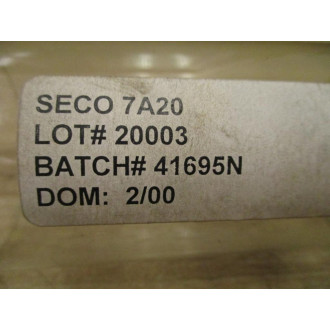 SECO 7A20
LOT# 20003
BATCH# 41695N
DOM: 2/00